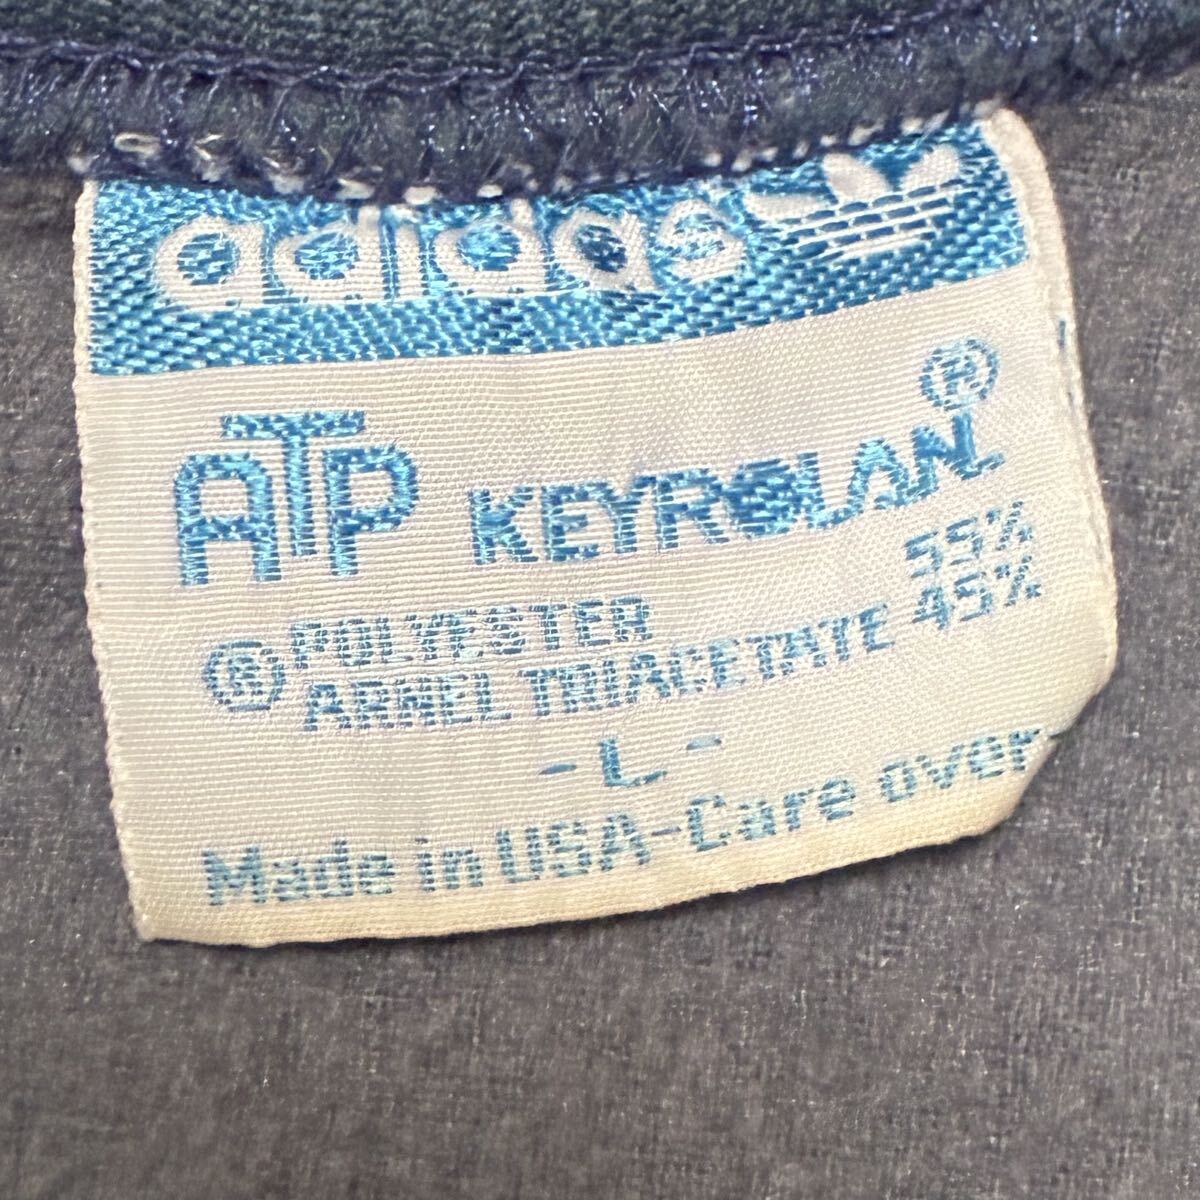 adidas
ATP KEYROLAN ®
POLYESTER 55%
® ARNEL TRIACETATE 45%
- L -
Made in USA-Care over